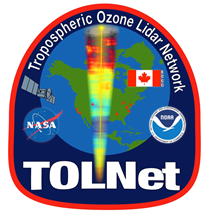 Tropospheric Ozone Lidar Network
NASA
NOAA
TOLNet